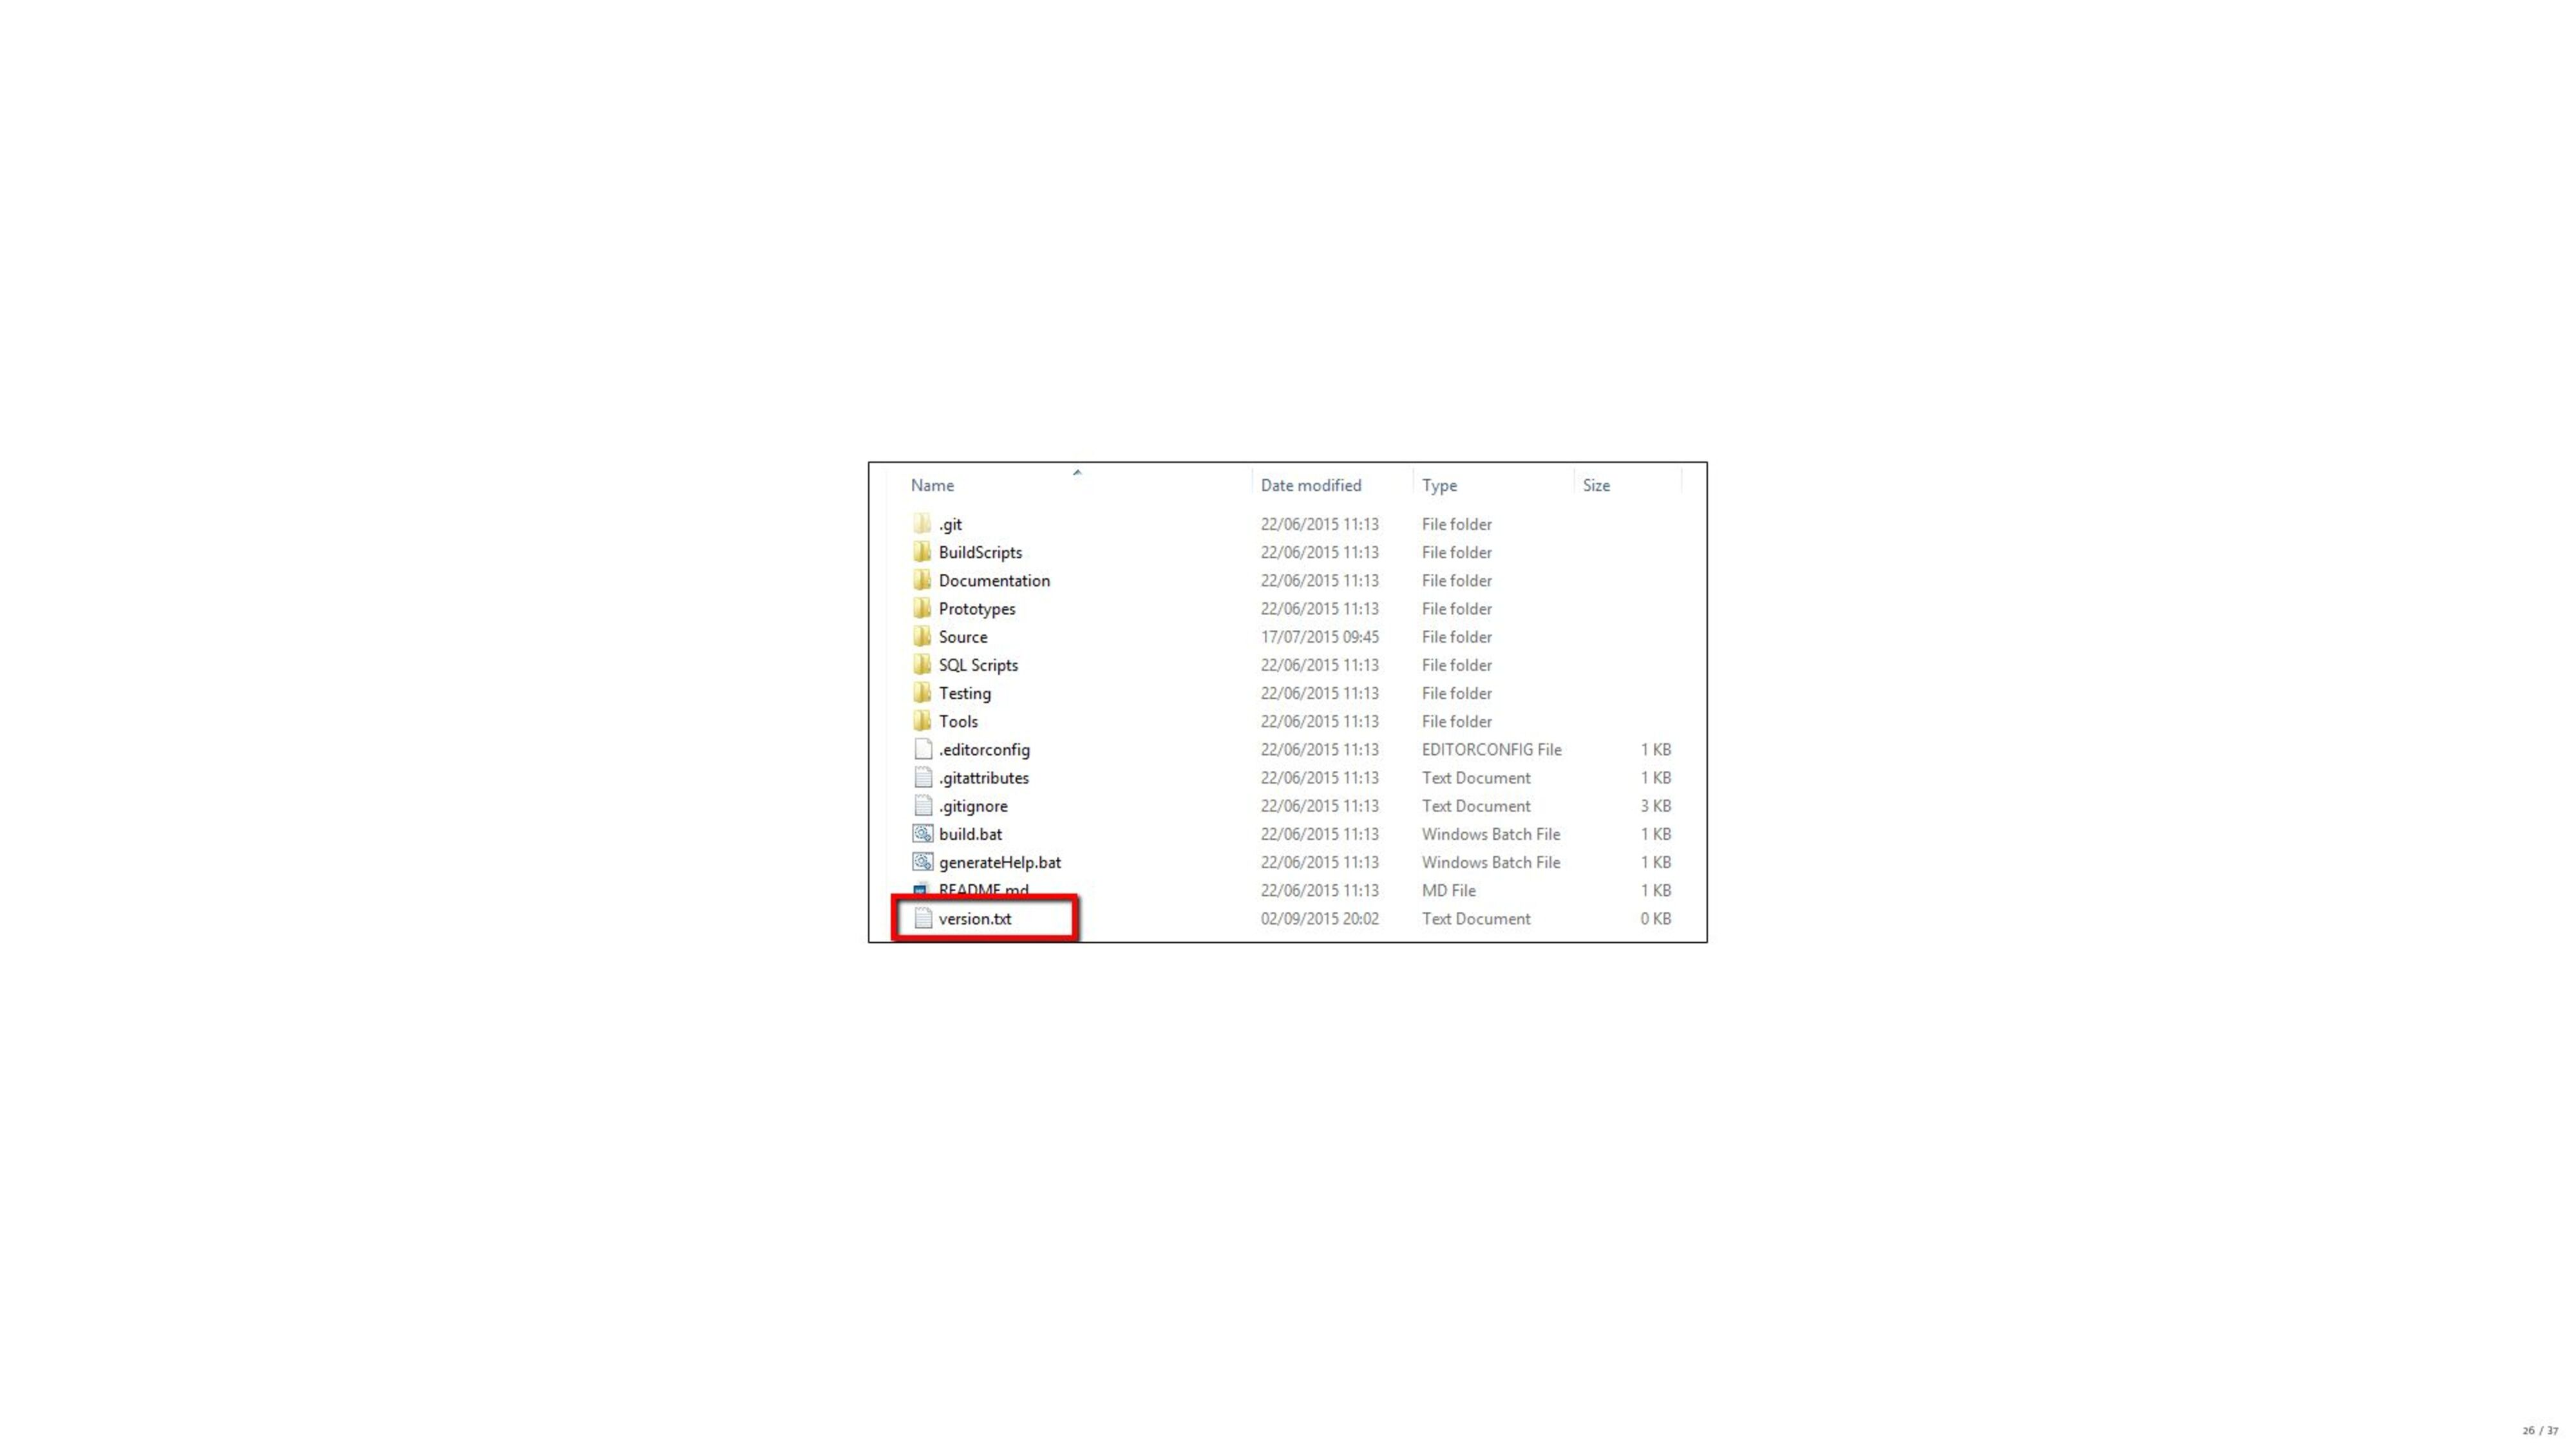 Name Date modified Type Size
.git 22/06/2015 11:13 File folder
BuildScripts 22/06/2015 11:13 File folder
Documentation 22/06/2015 11:13 File folder
Prototypes 22/06/2015 11:13 File folder
Source 17/07/2015 09:45 File folder
SQL Scripts 22/06/2015 11:13 File folder
Testing 22/06/2015 11:13 File folder
Tools 22/06/2015 11:13 File folder
.editorconfig 22/06/2015 11:13 EDITORCONFIG File 1 KB
.gitattributes 22/06/2015 11:13 Text Document 1 KB
.gitignore 22/06/2015 11:13 Text Document 3 KB
build.bat 22/06/2015 11:13 Windows Batch File 1 KB
generateHelp.bat 22/06/2015 11:13 Windows Batch File 1 KB
README.md 22/06/2015 11:13 MD File 1 KB
version.txt 02/09/2015 20:02 Text Document 0 KB
26 / 37